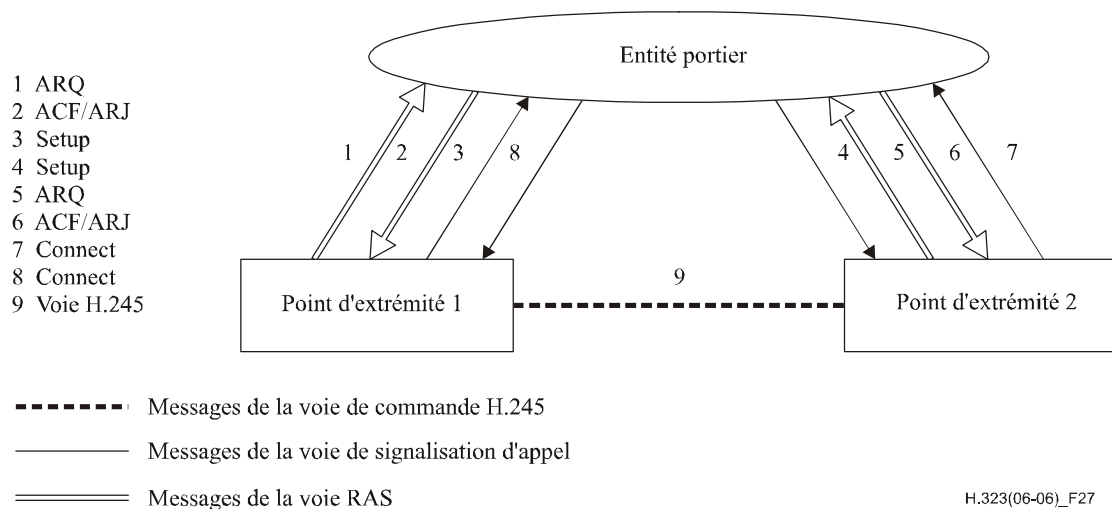 Entité portier
1 ARQ
2 ACF/ARJ
3 Setup
4 Setup
5 ARQ
6 ACF/ARJ
7 Connect
8 Connect
9 Voie H.245
1 2 3 8 4 5 6 7
9
Point d'extrémité 1
Point d'extrémité 2
Messages de la voie de commande H.245
Messages de la voie de signalisation d'appel
Messages de la voie RAS
H.323(06-06)_F27